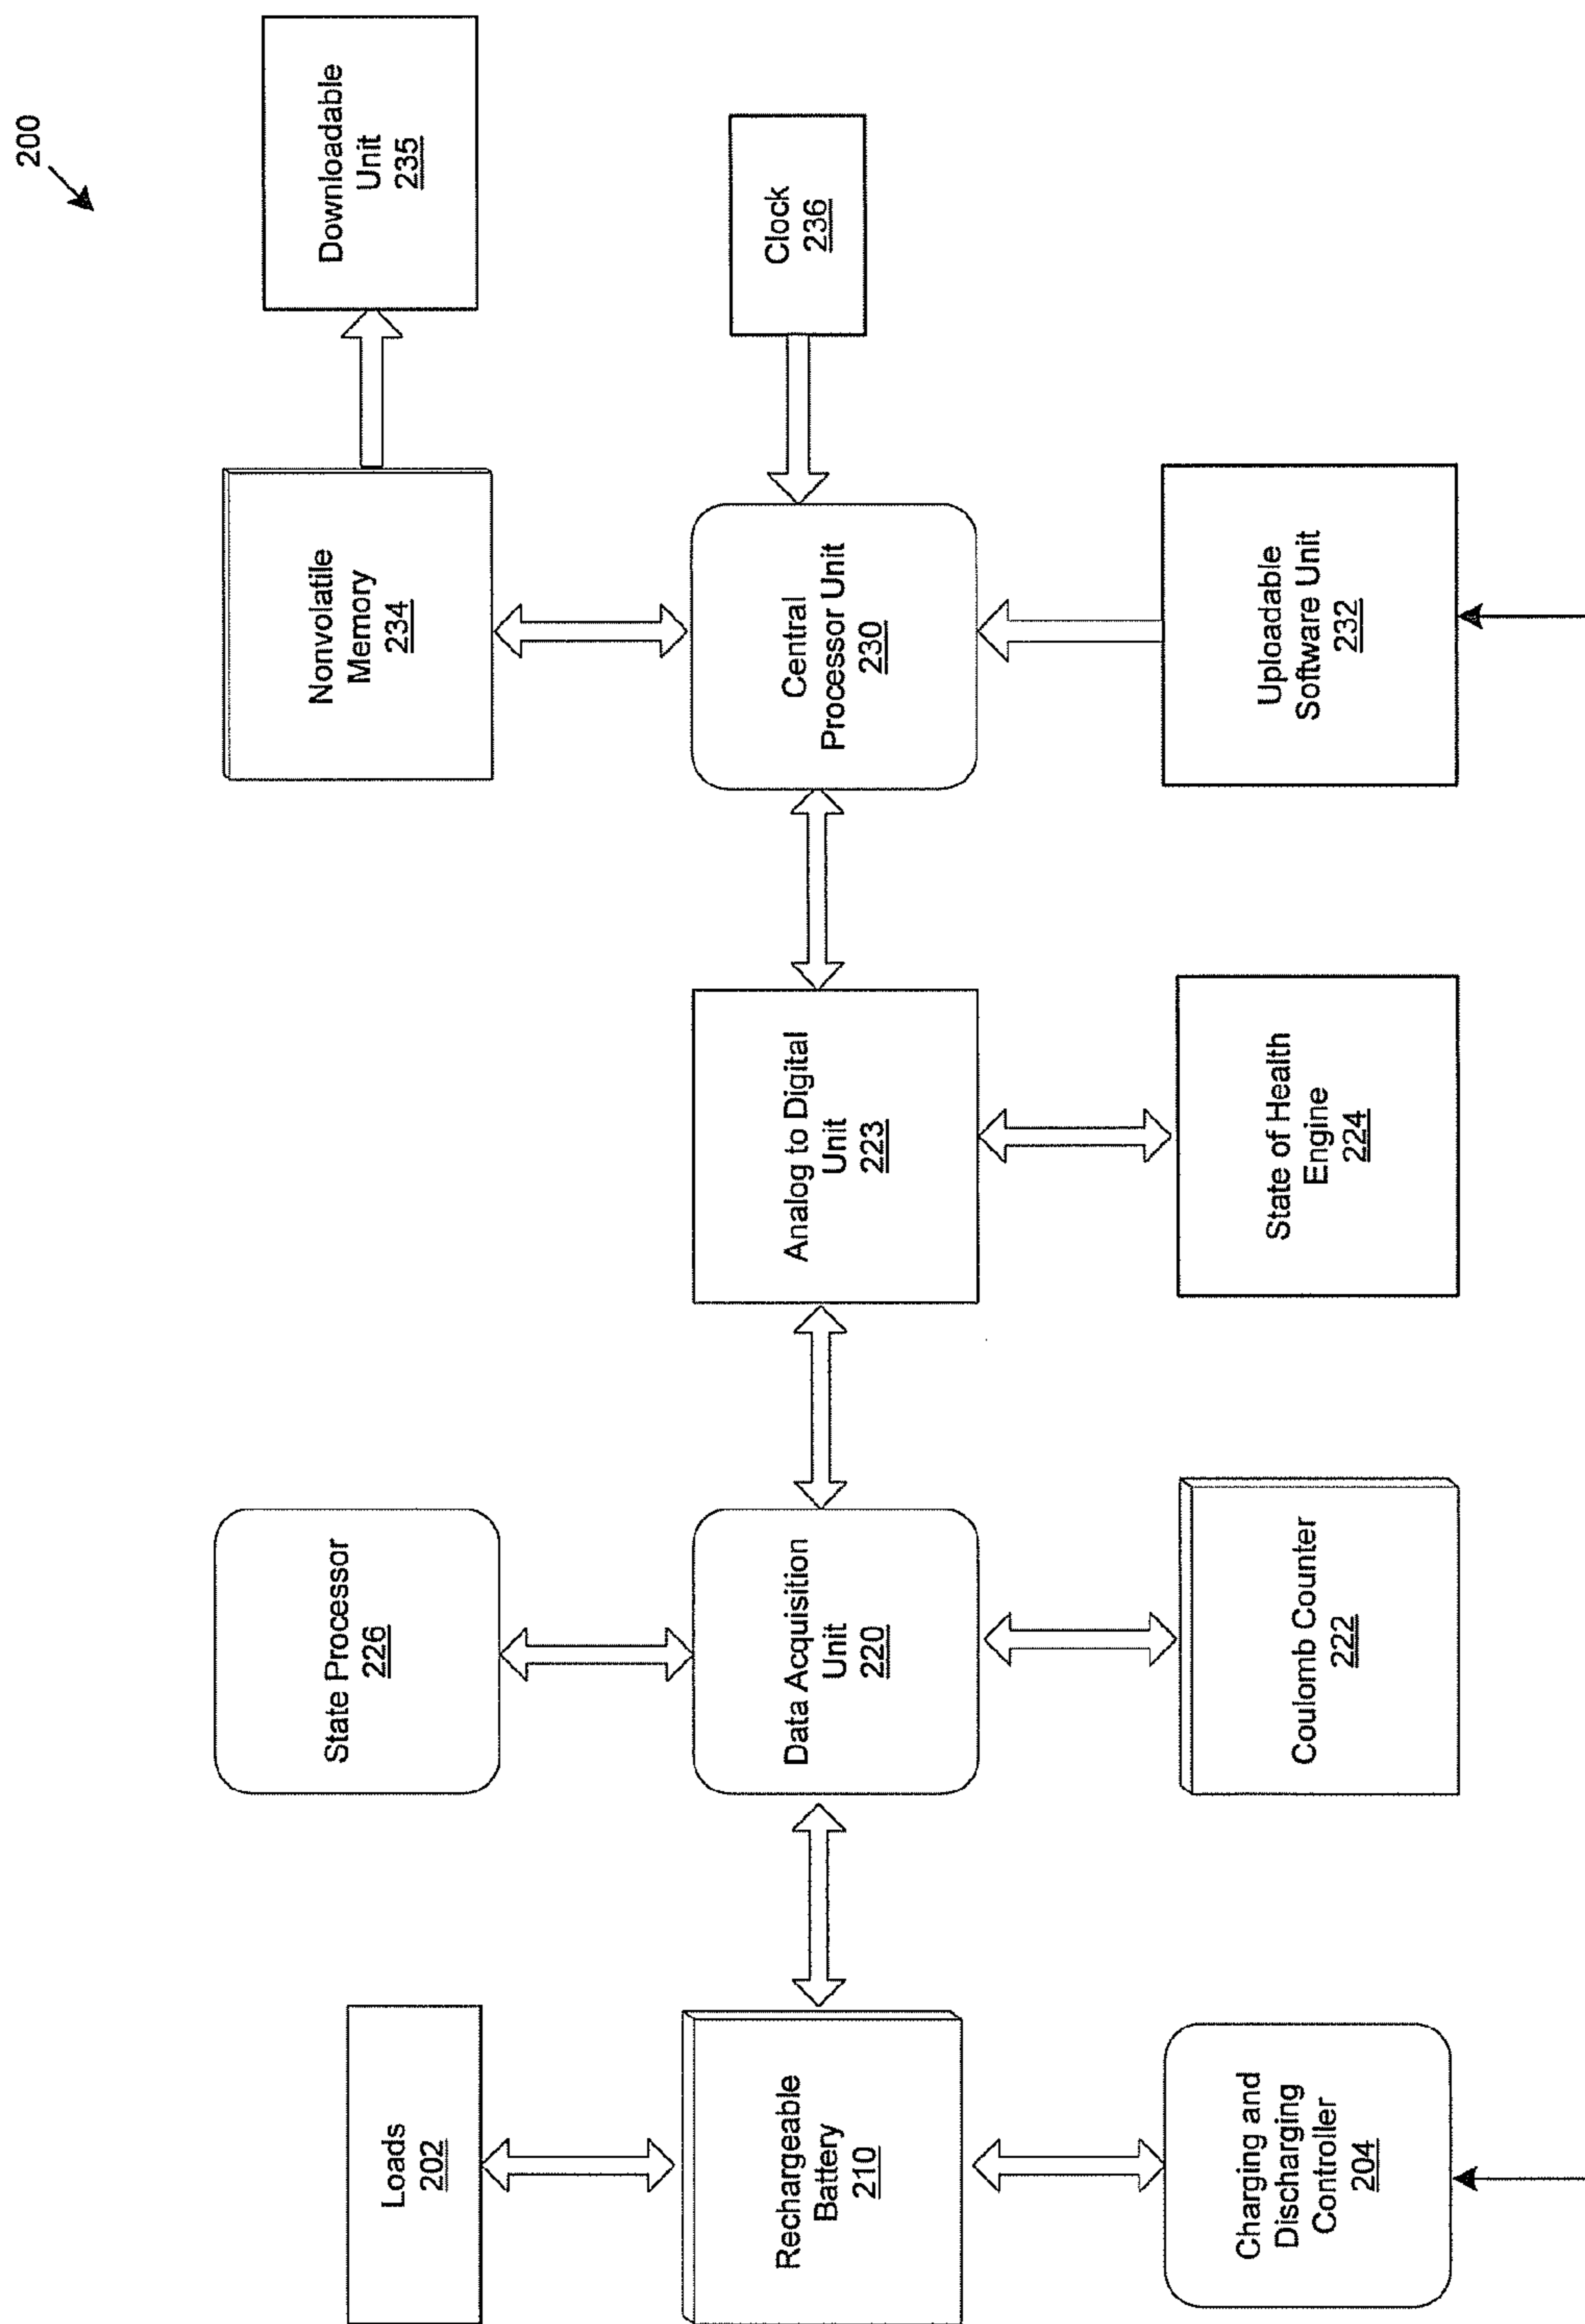 200
Loads
202
State Processor
226
Nonvolatile
Memory
234
Downloadable
Unit
235
Rechargeable
Battery
210
Data Acquisition
Unit
220
Analog to Digital
Unit
223
Central
Processor Unit
230
Clock
236
Charging and
Discharging
Controller
204
Coulomb Counter
222
State of Health
Engine
224
Uploadable
Software Unit
232